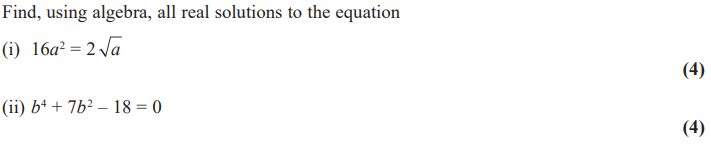 Find, using algebra, all real solutions to the equation
(i) 16a² = 2√a
(4)
(ii) b⁴ + 7b² – 18 = 0
(4)